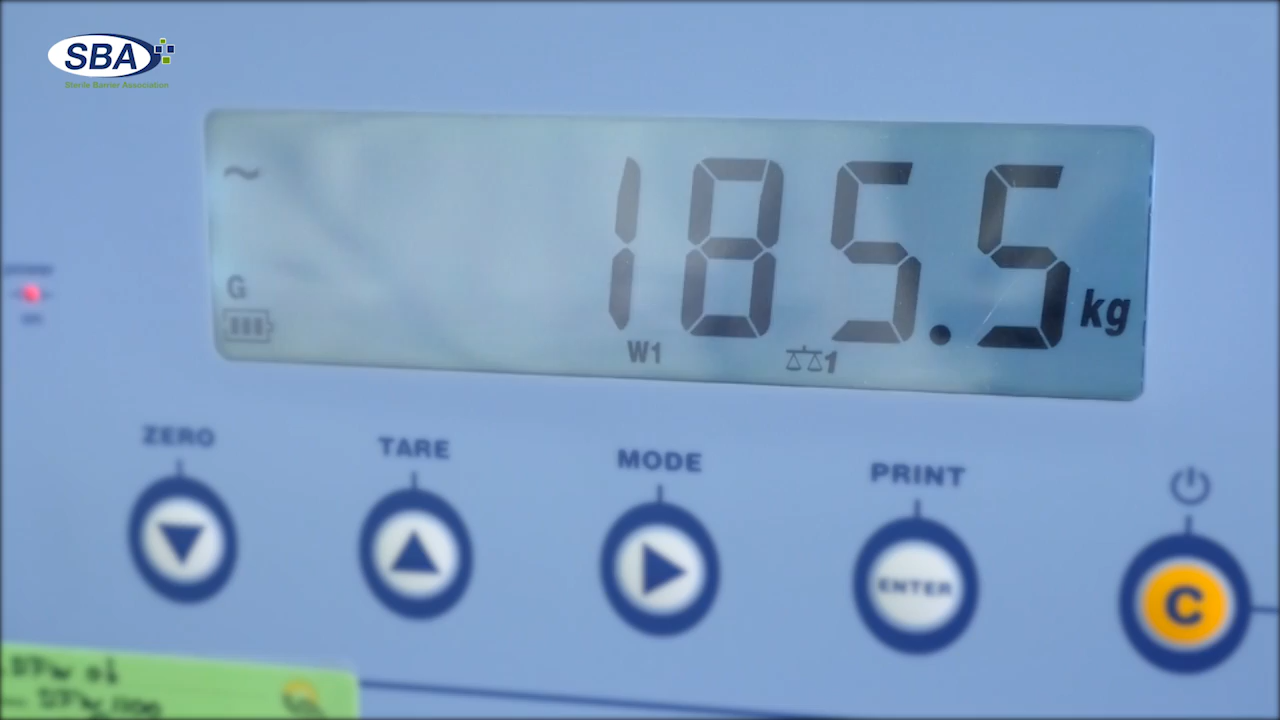 SBA
Sterile Barrier Association
~
185.5 kg
G
W1
1
ZERO
TARE
MODE
PRINT
ENTER
C